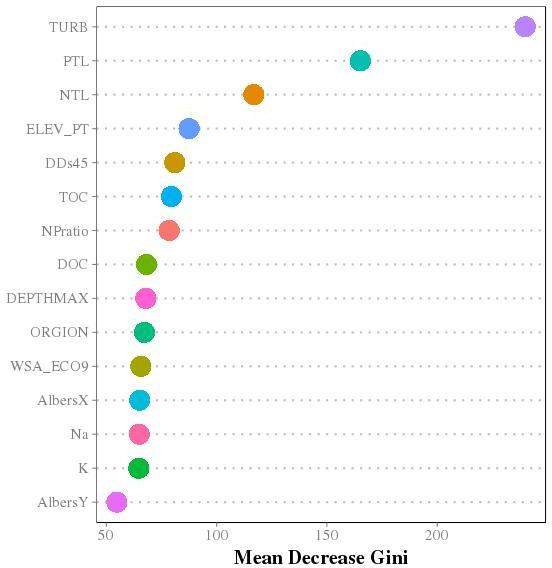 TURB
PTL
NTL
ELEV_PT
DDs45
TOC
NPratio
DOC
DEPTHMAX
ORGION
WSA_ECO9
AlbersX
Na
K
AlbersY
50 100 150 200
Mean Decrease Gini